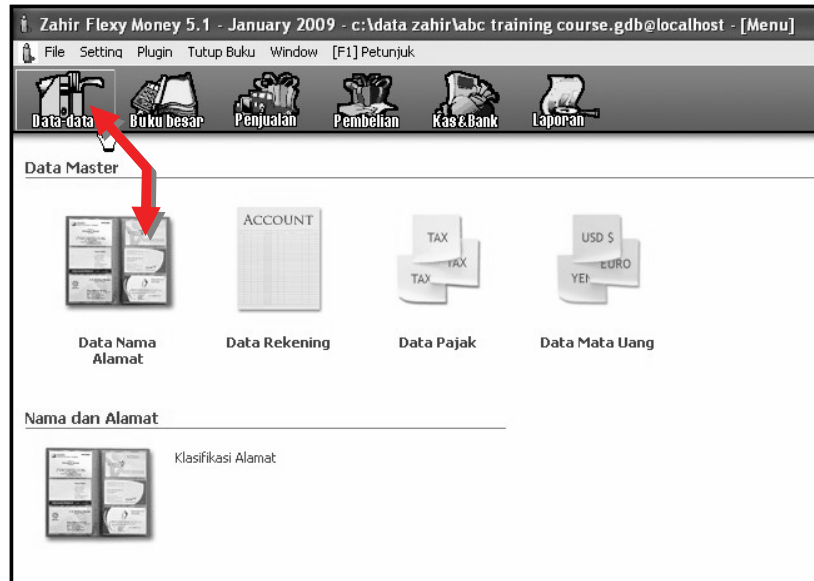 Zahir Flexy Money 5.1 - January 2009 - c:\data zahir\abc training course.gdb@localhost - [Menu]
File Setting Plugin Tutup Buku Window [F1] Petunjuk
Data-data Buku besar Penjualan Pembelian Kas&Bank Laporan
Data Master
ACCOUNT
TAX
TAX
TAX
USD $
EURO
YEN
Data Nama Alamat
Data Rekening
Data Pajak
Data Mata Uang
Nama dan Alamat
Klasifikasi Alamat